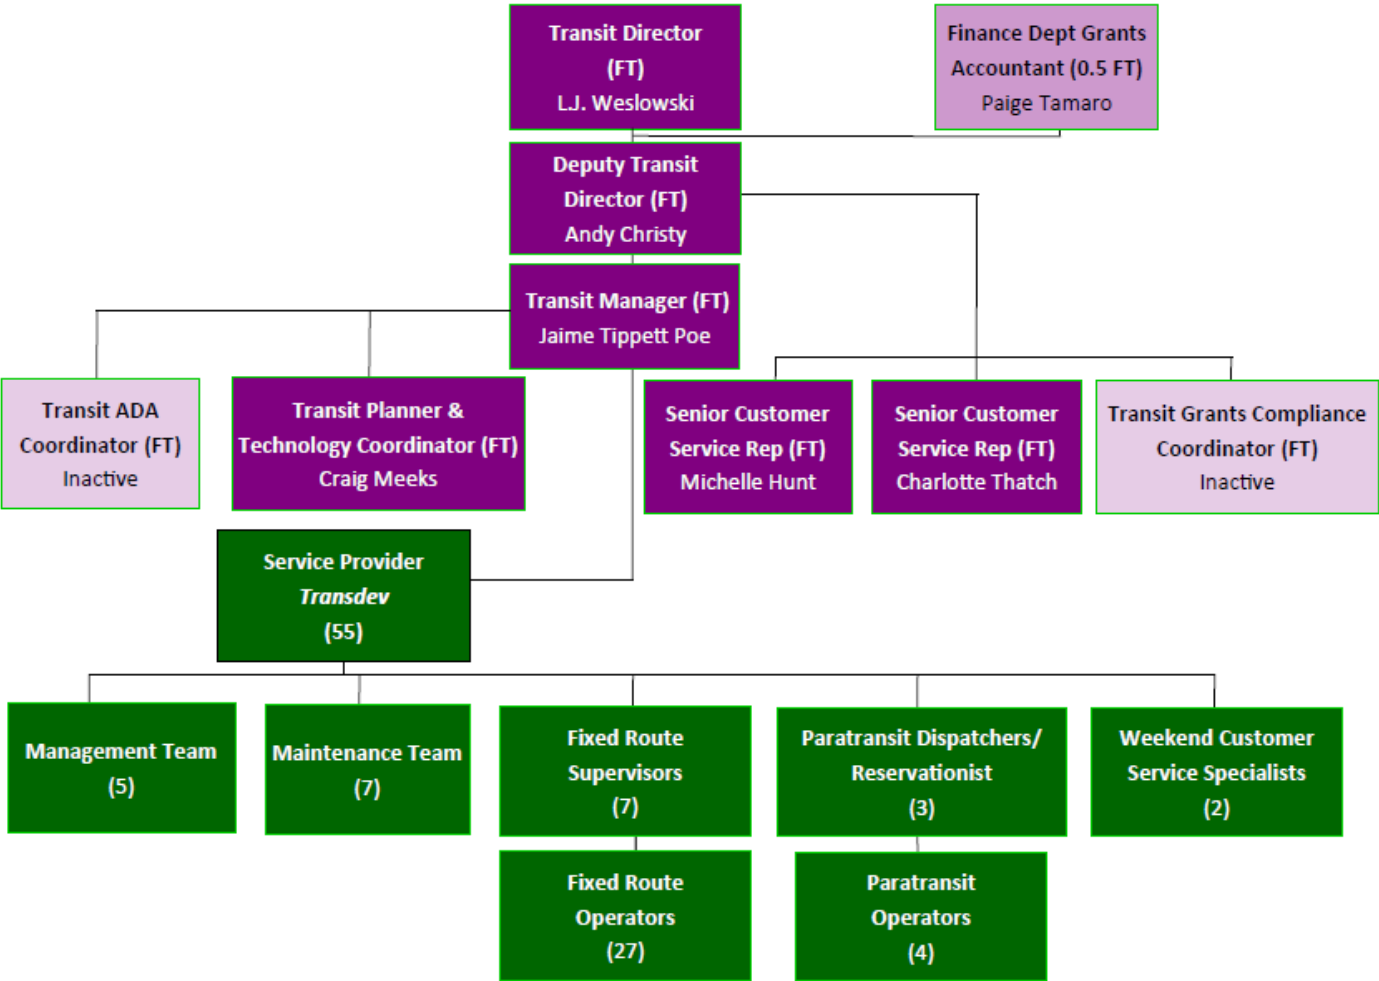 Transit Director
(FT)
L.J. Weslowski
Finance Dept Grants
Accountant (0.5 FT)
Paige Tamaro
Deputy Transit
Director (FT)
Andy Christy
Transit Manager (FT)
Jaime Tippett Poe
Transit ADA
Coordinator (FT)
Inactive
Transit Planner &
Technology Coordinator (FT)
Craig Meeks
Senior Customer
Service Rep (FT)
Michelle Hunt
Senior Customer
Service Rep (FT)
Charlotte Thatch
Transit Grants Compliance
Coordinator (FT)
Inactive
Service Provider
Transdev
(55)
Management Team
(5)
Maintenance Team
(7)
Fixed Route
Supervisors
(7)
Paratransit Dispatchers/
Reservationist
(3)
Weekend Customer
Service Specialists
(2)
Fixed Route
Operators
(27)
Paratransit
Operators
(4)